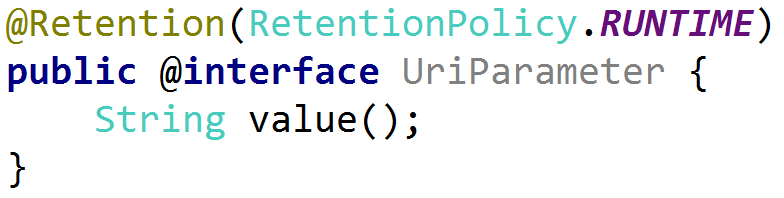 @Retention(RetentionPolicy.RUNTIME)
public @interface UriParameter {
    String value();
}